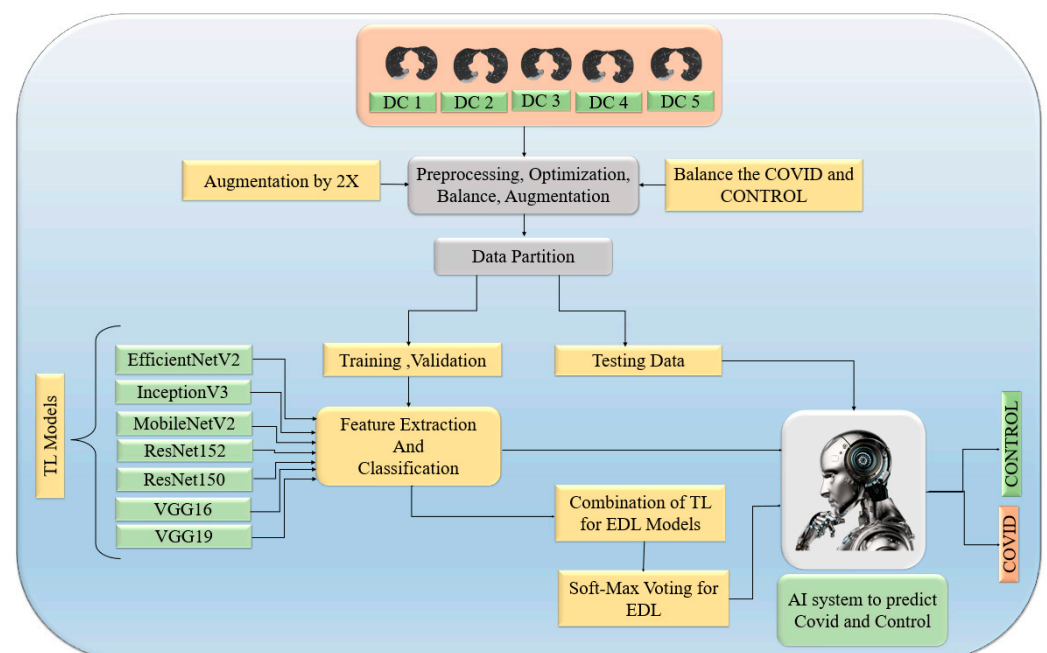 DC 1
DC 2
DC 3
DC 4
DC 5
Augmentation by 2X
Preprocessing, Optimization,
Balance, Augmentation
Balance the COVID and
CONTROL
Data Partition
Training ,Validation
Testing Data
TL Models
EfficientNetV2
InceptionV3
MobileNetV2
ResNet152
ResNet150
VGG16
VGG19
Feature Extraction
And
Classification
Combination of TL
for EDL Models
Soft-Max Voting for
EDL
CONTROL
COVID
AI system to predict
Covid and Control